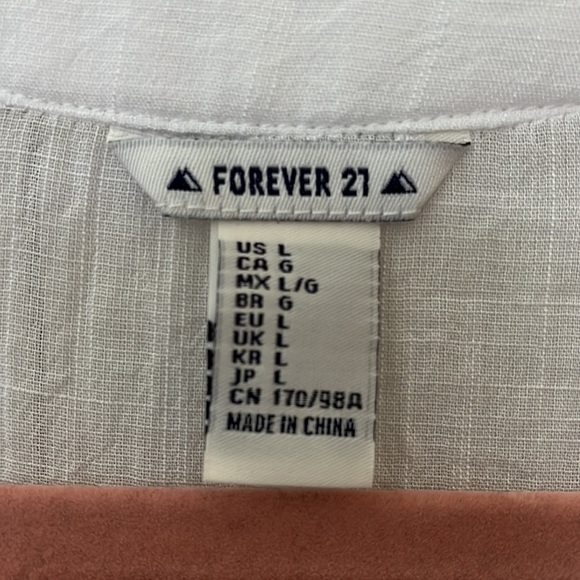 FOREVER 21
US L
CA G
MX L/G
BR G
EU L
UK L
KR L
JP L
CN 170/98A
MADE IN CHINA